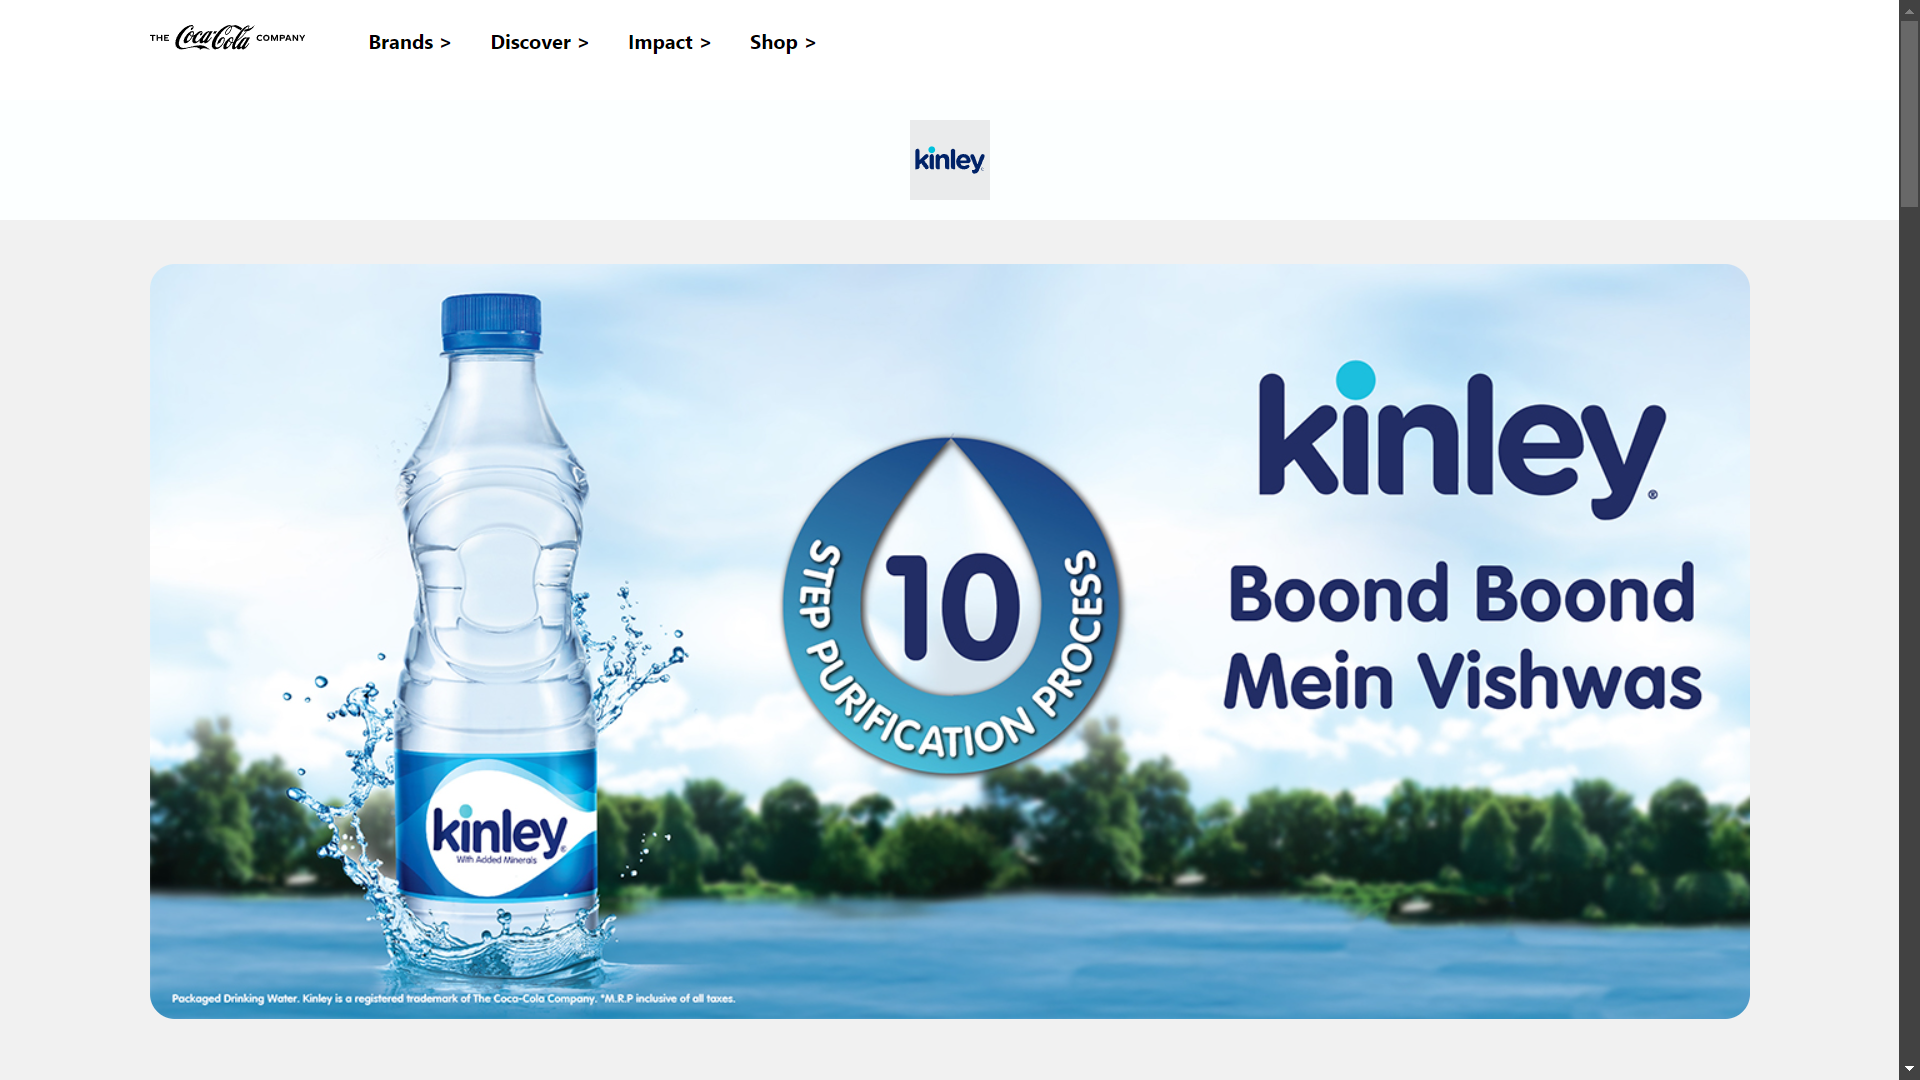 THE Coca-Cola COMPANY
Brands >
Discover >
Impact >
Shop >
kinley
kinley®
10
STEP PURIFICATION PROCESS
Boond Boond
Mein Vishwas
kinley
With Added Minerals
Packaged Drinking Water. Kinley is a registered trademark of The Coca-Cola Company. *M.R.P inclusive of all taxes.